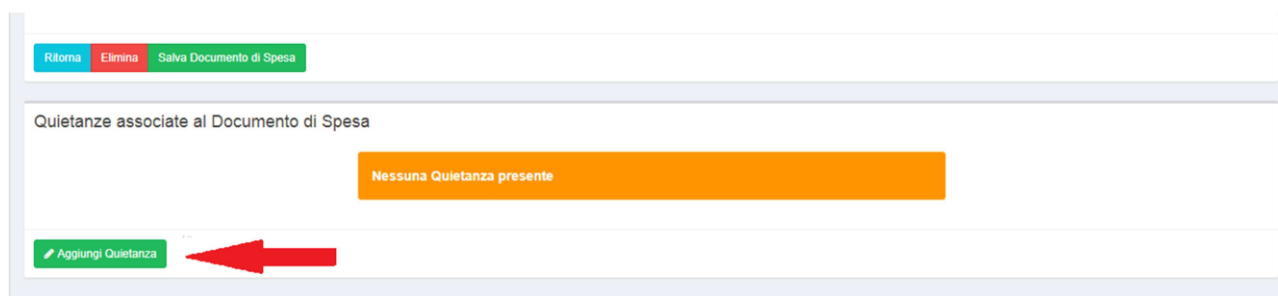 Ritorna Elimina Salva Documento di Spesa
Quietanze associate al Documento di Spesa
Nessuna Quietanza presente
Aggiungi Quietanza